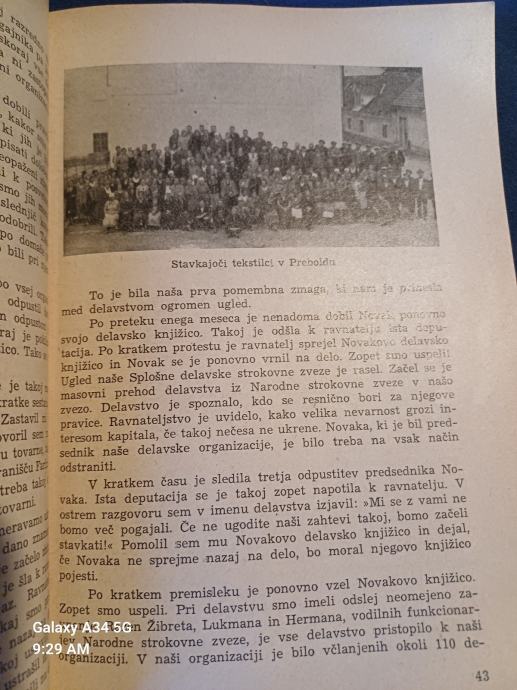 Stavkajoči tekstilci v Preboldu
To je bila naša prva pomembna zmaga, ki nam je prinesla
med delavstvom ogromen ugled.
Po preteku enega meseca je nenadoma dobil Novak ponovno
svojo delavsko knjižico. Takoj je odšla k ravnatelju ista depu-
tacija. Po kratkem protestu je ravnatelj sprejel Novakovo delavsko
knjižico in Novak se je ponovno vrnil na delo. Zopet smo uspeli!
Ugled naše Splošne delavske strokovne zveze je rasel. Začel se je
masovni prehod delavstva iz Narodne strokovne zveze v našo
zvezo. Delavstvo je spoznalo, kdo se resnično bori za njegove
pravice. Ravnateljstvo je uvidelo, kako velika nevarnost grozi in-
teresom kapitala, če takoj nečesa ne ukrene. Novaka, ki je bil pred-
sednik naše delavske organizacije, je bilo treba na vsak način
odstraniti.
V kratkem času je sledila tretja odpustitev predsednika No-
vaka. Ista deputacija se je takoj zopet napotila k ravnatelju. V
ostrem razgovoru sem v imenu delavstva izjavil: »Mi se z vami ne
bomo več pogajali. Če ne ugodite naši zahtevi takoj, bomo začeli
stavkati!« Pomolil sem mu Novakovo delavsko knjižico in dejal,
če Novaka ne sprejme nazaj na delo, bo moral njegovo knjižico
pojesti.
Po kratkem premisleku je ponovno vzel Novakovo knjižico.
Zopet smo uspeli. Pri delavstvu smo imeli odslej neomejeno za-
Žibreta, Lukmana in Hermana, vodilnih funkcionar-
jev Narodne strokovne zveze, je vse delavstvo pristopilo k naši
organizaciji. V naši organizaciji je bilo včlanjenih okoli 110 de-
43
Galaxy A34 5G
9:29 AM